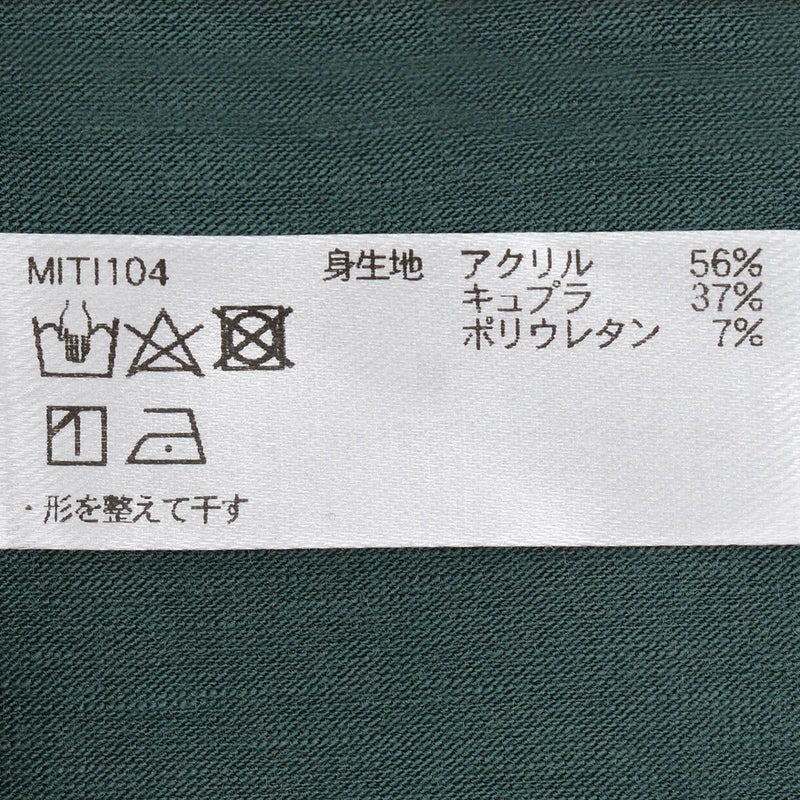 MITI104
身生地 アクリル 56%
キュプラ 37%
ポリウレタン 7%
・形を整えて干す